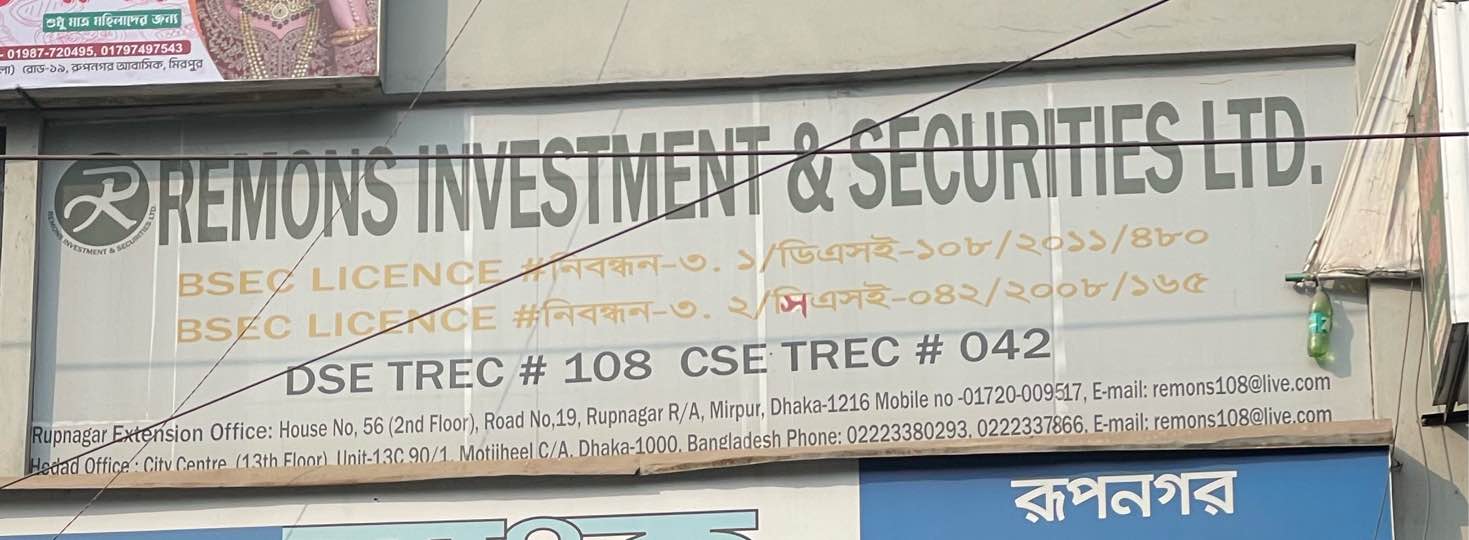 শুধু মাত্র মহিলাদের জন্য
- 01987-720495, 01797497543
রোড-১৯, রুপনগর আবাসিক, মিরপুর
R
REMONS INVESTMENT & SECURITIES LTD.
REMONS INVESTMENT & SECURITIES LTD.
BSEC LICENCE #নিবন্ধন-৩. ১/ডিএসই-১০৮/২০১১/৪৮০
BSEC LICENCE #নিবন্ধন-৩. ২/সিএসই-০৪২/২০০৮/১৬৫
DSE TREC # 108 CSE TREC # 042
Rupnagar Extension Office: House No, 56 (2nd Floor), Road No,19, Rupnagar R/A, Mirpur, Dhaka-1216 Mobile no -01720-009517, E-mail: remons108@live.com
Hedad Office : City Centre, (13th Floor), Unit-13C,90/1, Motijheel C/A, Dhaka-1000, Bangladesh Phone: 02223380293, 0222337866, E-mail: remons108@live.com
রূপনগর